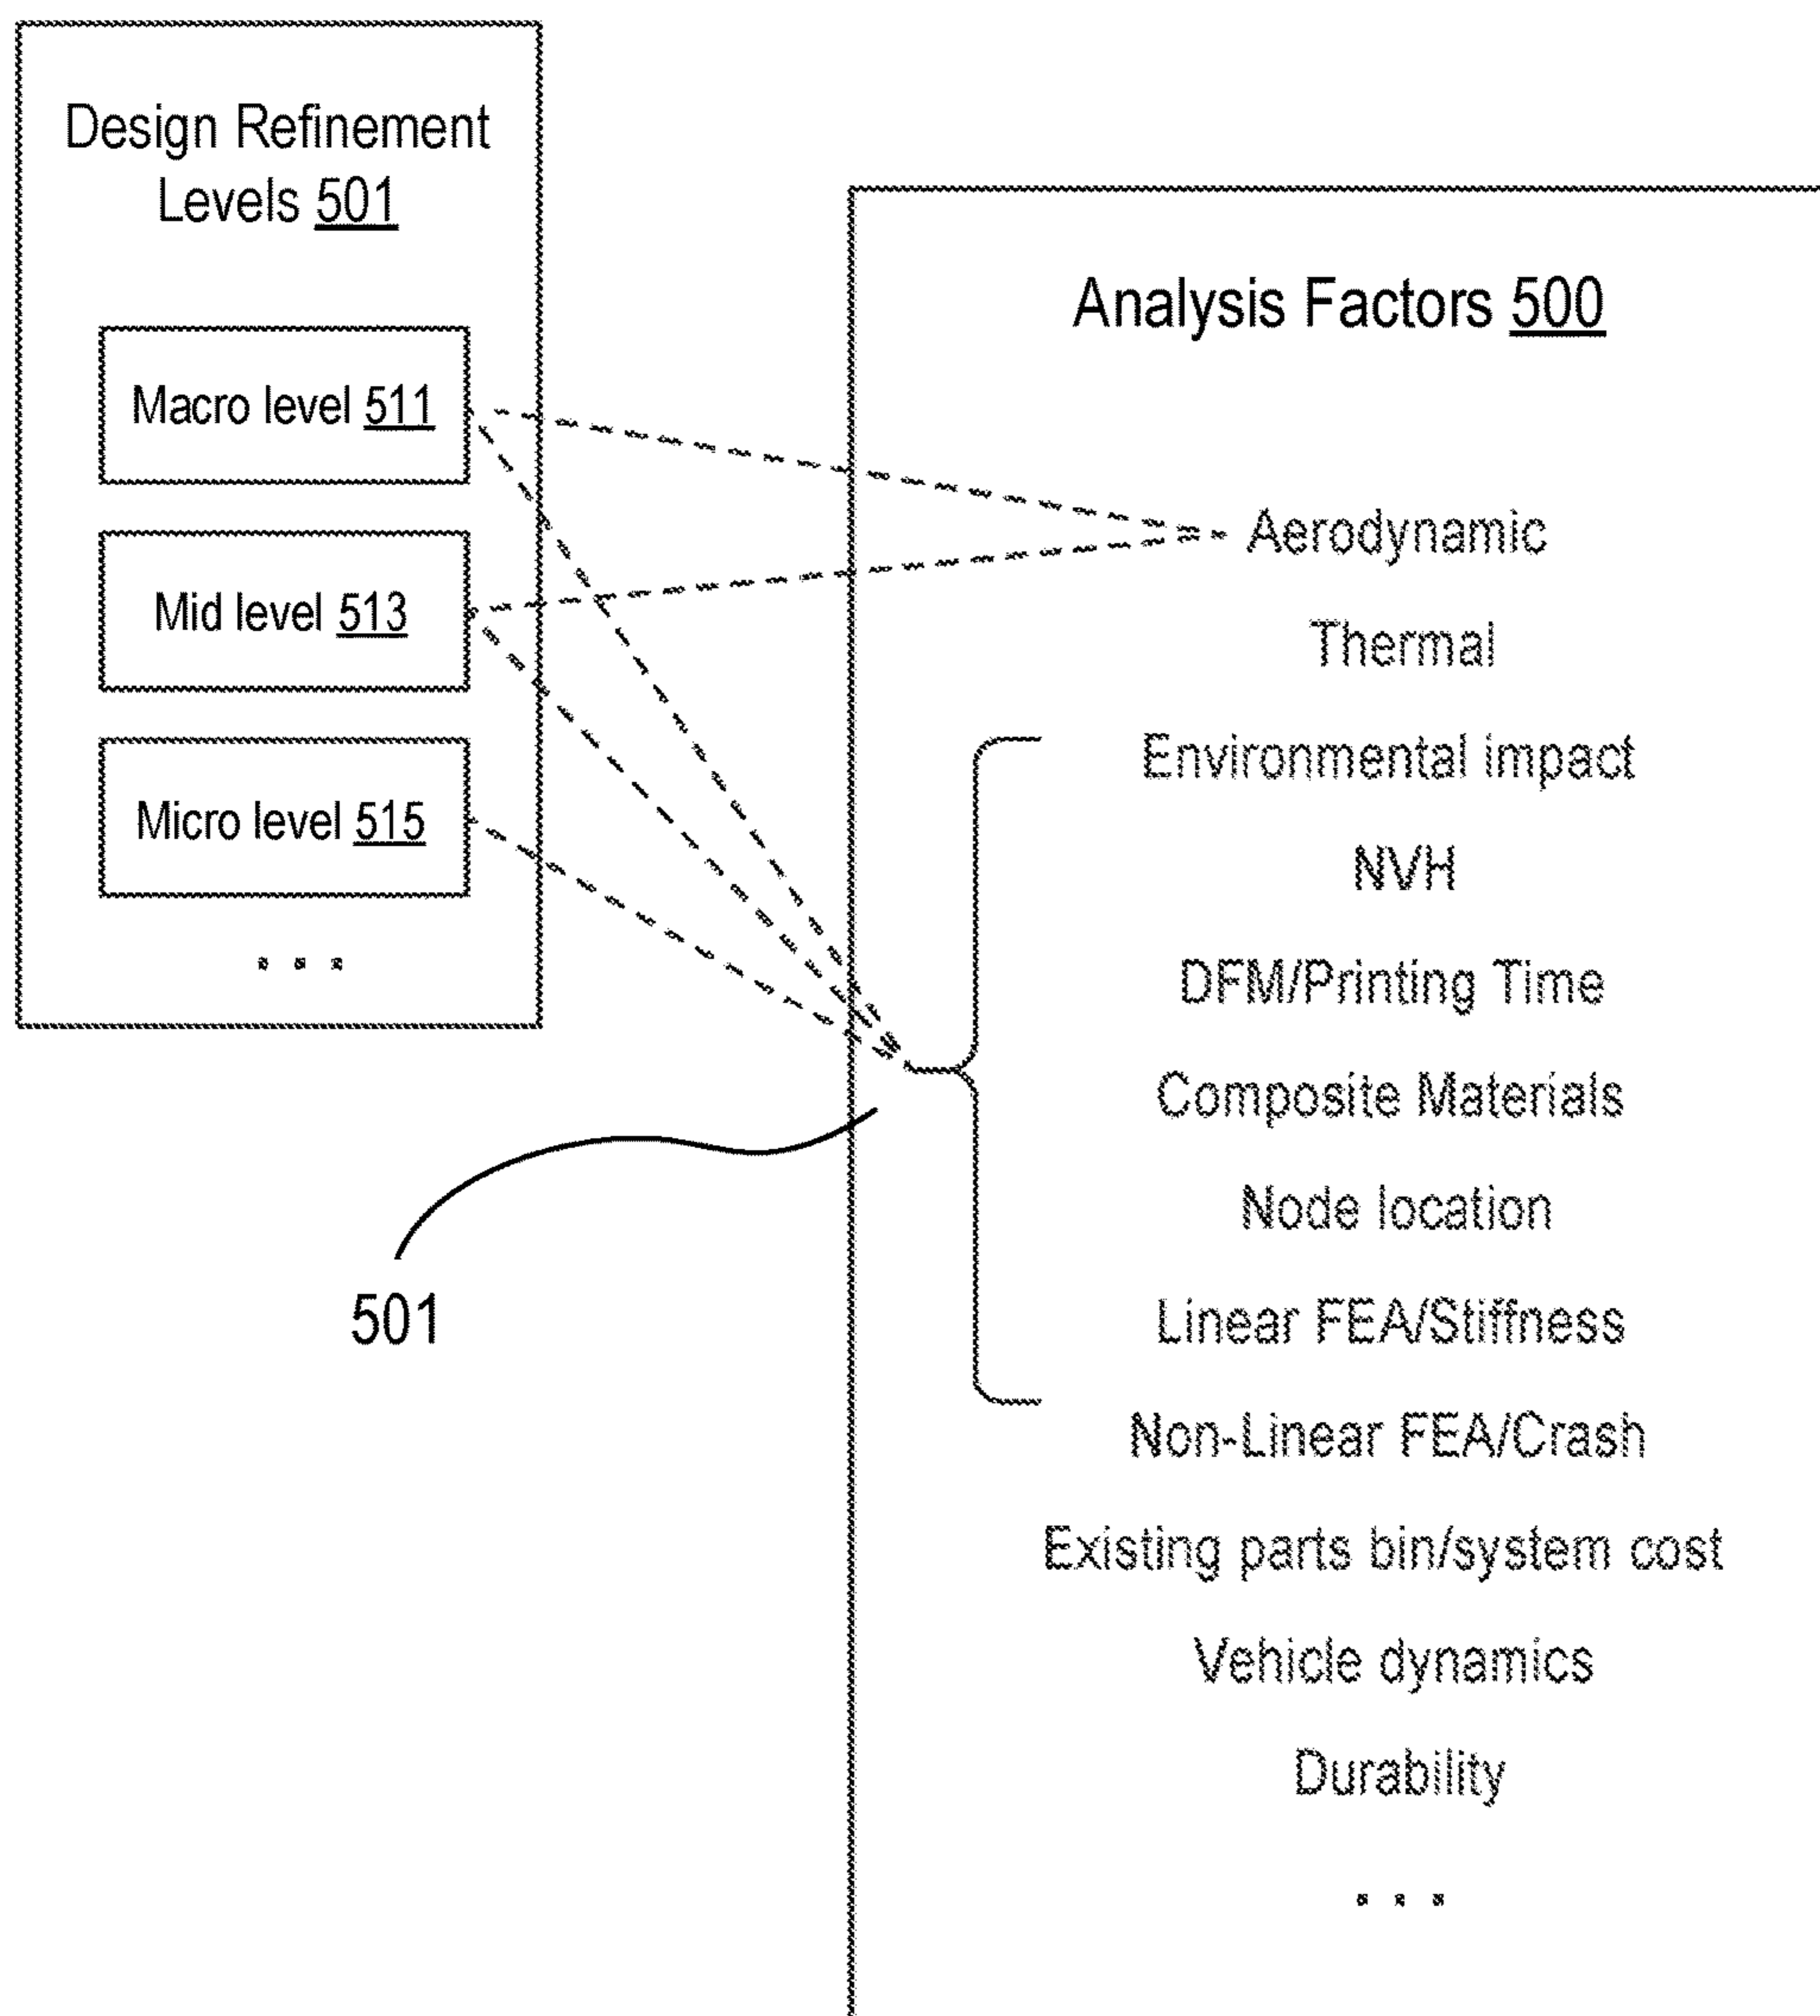 Design Refinement
Levels 501
Macro level 511
Mid level 513
Micro level 515
. . .
501
Analysis Factors 500
Aerodynamic
Thermal
Environmental impact
NVH
DFM/Printing Time
Composite Materials
Node location
Linear FEA/Stiffness
Non-Linear FEA/Crash
Existing parts bin/system cost
Vehicle dynamics
Durability
. . .